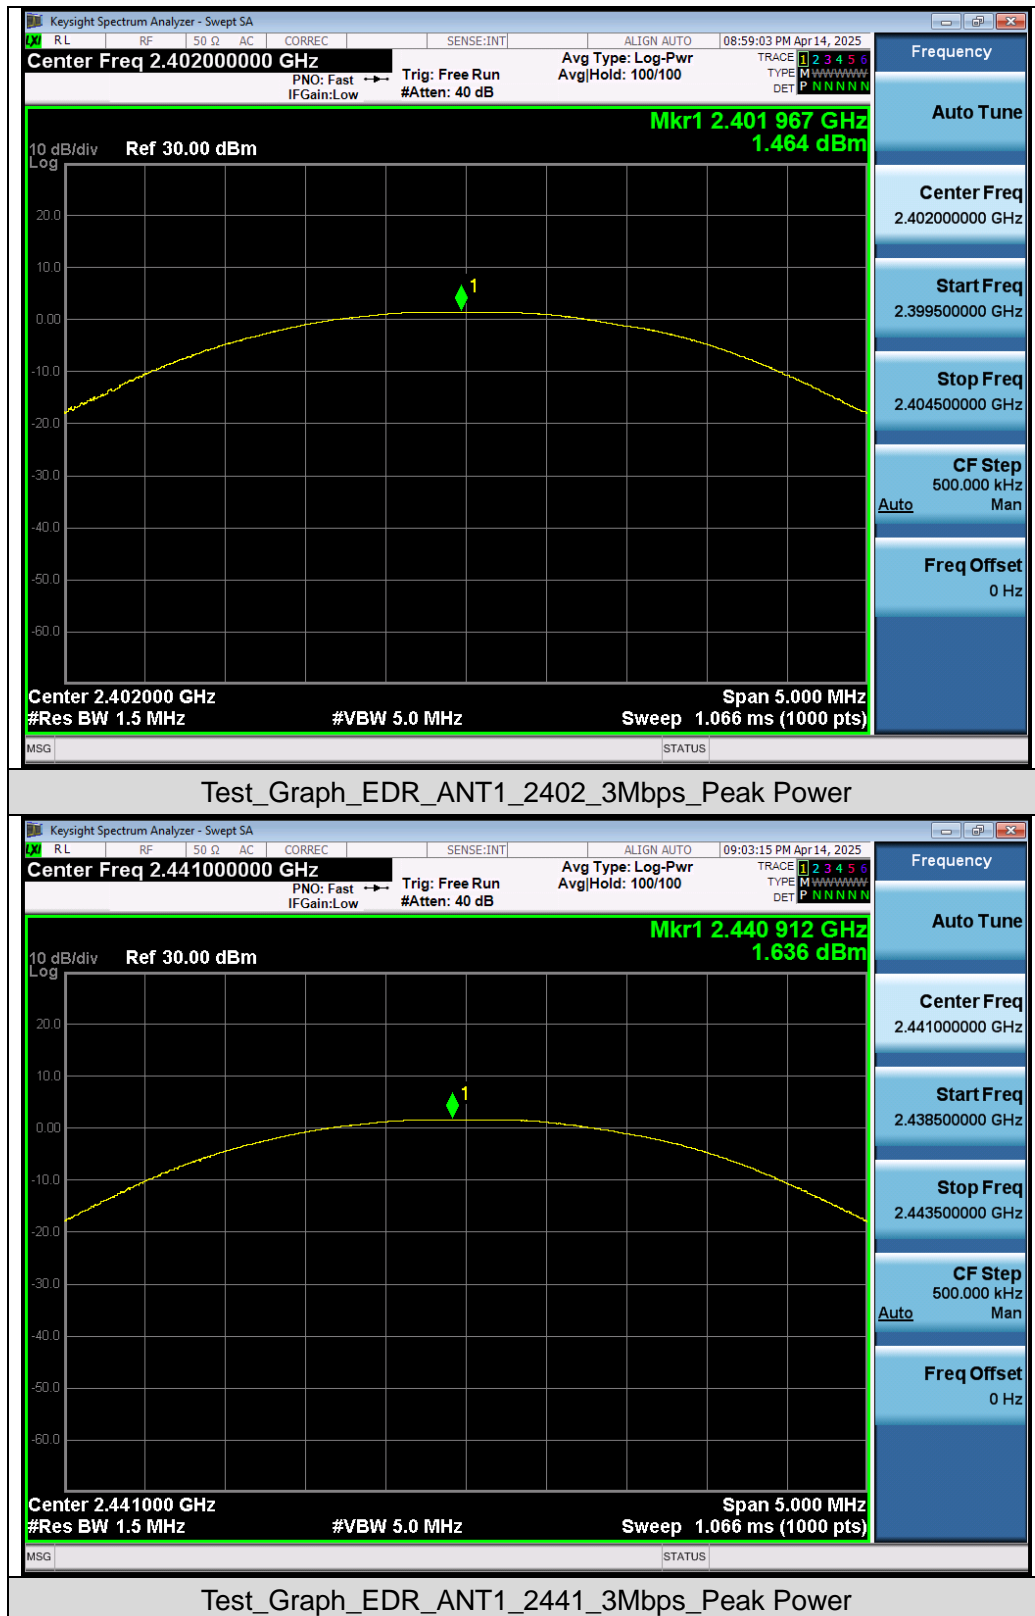 Keysight Spectrum Analyzer - Swept SA
LXI RL RF 50 Ω AC CORREC SENSE:INT ALIGN AUTO 08:59:03 PM Apr 14, 2025
Center Freq 2.402000000 GHz
PNO: Fast
IFGain:Low
Trig: Free Run
#Atten: 40 dB
Avg Type: Log-Pwr
Avg|Hold: 100/100
TRACE 1 2 3 4 5 6
TYPE M WWWWW
DET P N N N N N
Mkr1 2.401 967 GHz
1.464 dBm
10 dB/div Ref 30.00 dBm
Log
20.0
10.0
1
0.00
-10.0
-20.0
-30.0
-40.0
-50.0
-60.0
Center 2.402000 GHz Span 5.000 MHz
#Res BW 1.5 MHz #VBW 5.0 MHz Sweep 1.066 ms (1000 pts)
MSG STATUS
Frequency
Auto Tune
Center Freq
2.402000000 GHz
Start Freq
2.399500000 GHz
Stop Freq
2.404500000 GHz
CF Step
500.000 kHz
Auto Man
Freq Offset
0 Hz
Test_Graph_EDR_ANT1_2402_3Mbps_Peak Power
Keysight Spectrum Analyzer - Swept SA
LXI RL RF 50 Ω AC CORREC SENSE:INT ALIGN AUTO 09:03:15 PM Apr 14, 2025
Center Freq 2.441000000 GHz
PNO: Fast
IFGain:Low
Trig: Free Run
#Atten: 40 dB
Avg Type: Log-Pwr
Avg|Hold: 100/100
TRACE 1 2 3 4 5 6
TYPE M WWWWW
DET P N N N N N
Mkr1 2.440 912 GHz
1.636 dBm
10 dB/div Ref 30.00 dBm
Log
20.0
10.0
1
0.00
-10.0
-20.0
-30.0
-40.0
-50.0
-60.0
Center 2.441000 GHz Span 5.000 MHz
#Res BW 1.5 MHz #VBW 5.0 MHz Sweep 1.066 ms (1000 pts)
MSG STATUS
Frequency
Auto Tune
Center Freq
2.441000000 GHz
Start Freq
2.438500000 GHz
Stop Freq
2.443500000 GHz
CF Step
500.000 kHz
Auto Man
Freq Offset
0 Hz
Test_Graph_EDR_ANT1_2441_3Mbps_Peak Power